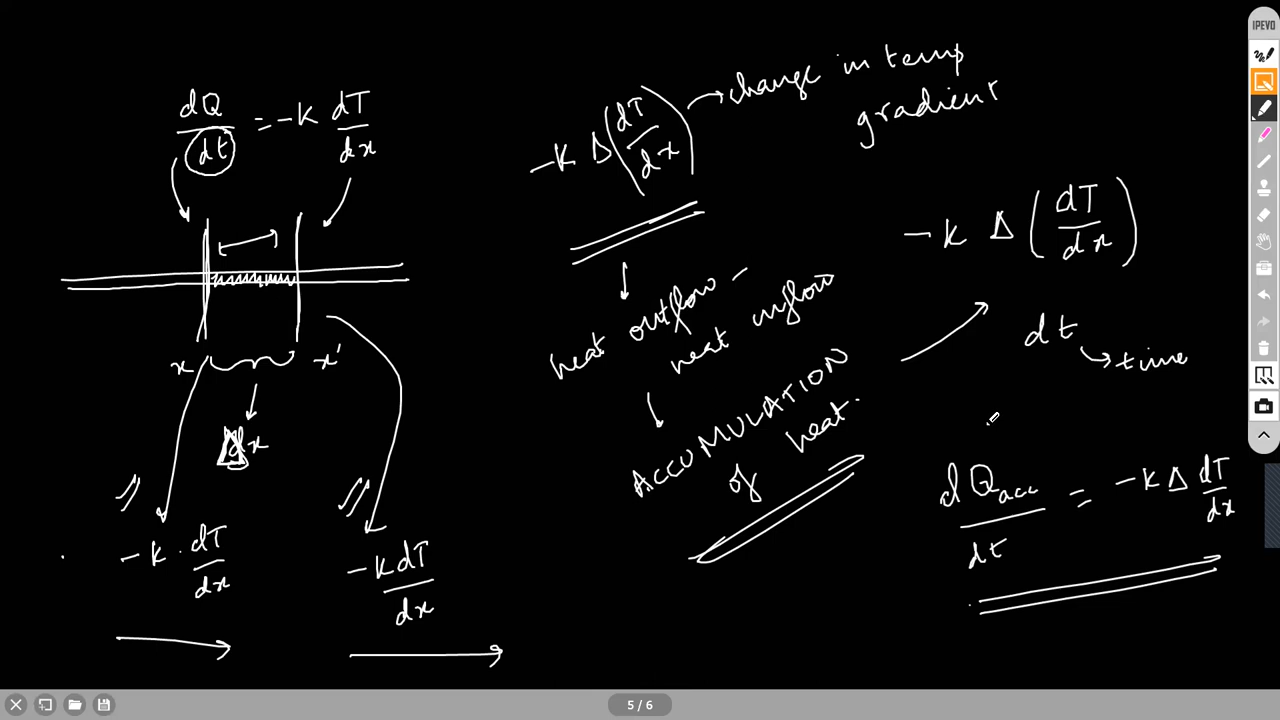 dQ/dt = -k dT/dx
x x'
Δx
-k . dT/dx
-k dT/dx
-k Δ(dT/dx) → change in temp
gradient
heat outflow -
heat inflow
ACCUMULATION
of heat.
-k Δ (dT/dx)
dt
time
dQacc/dt = -k Δ dT/dx
IPEVO
5 / 6